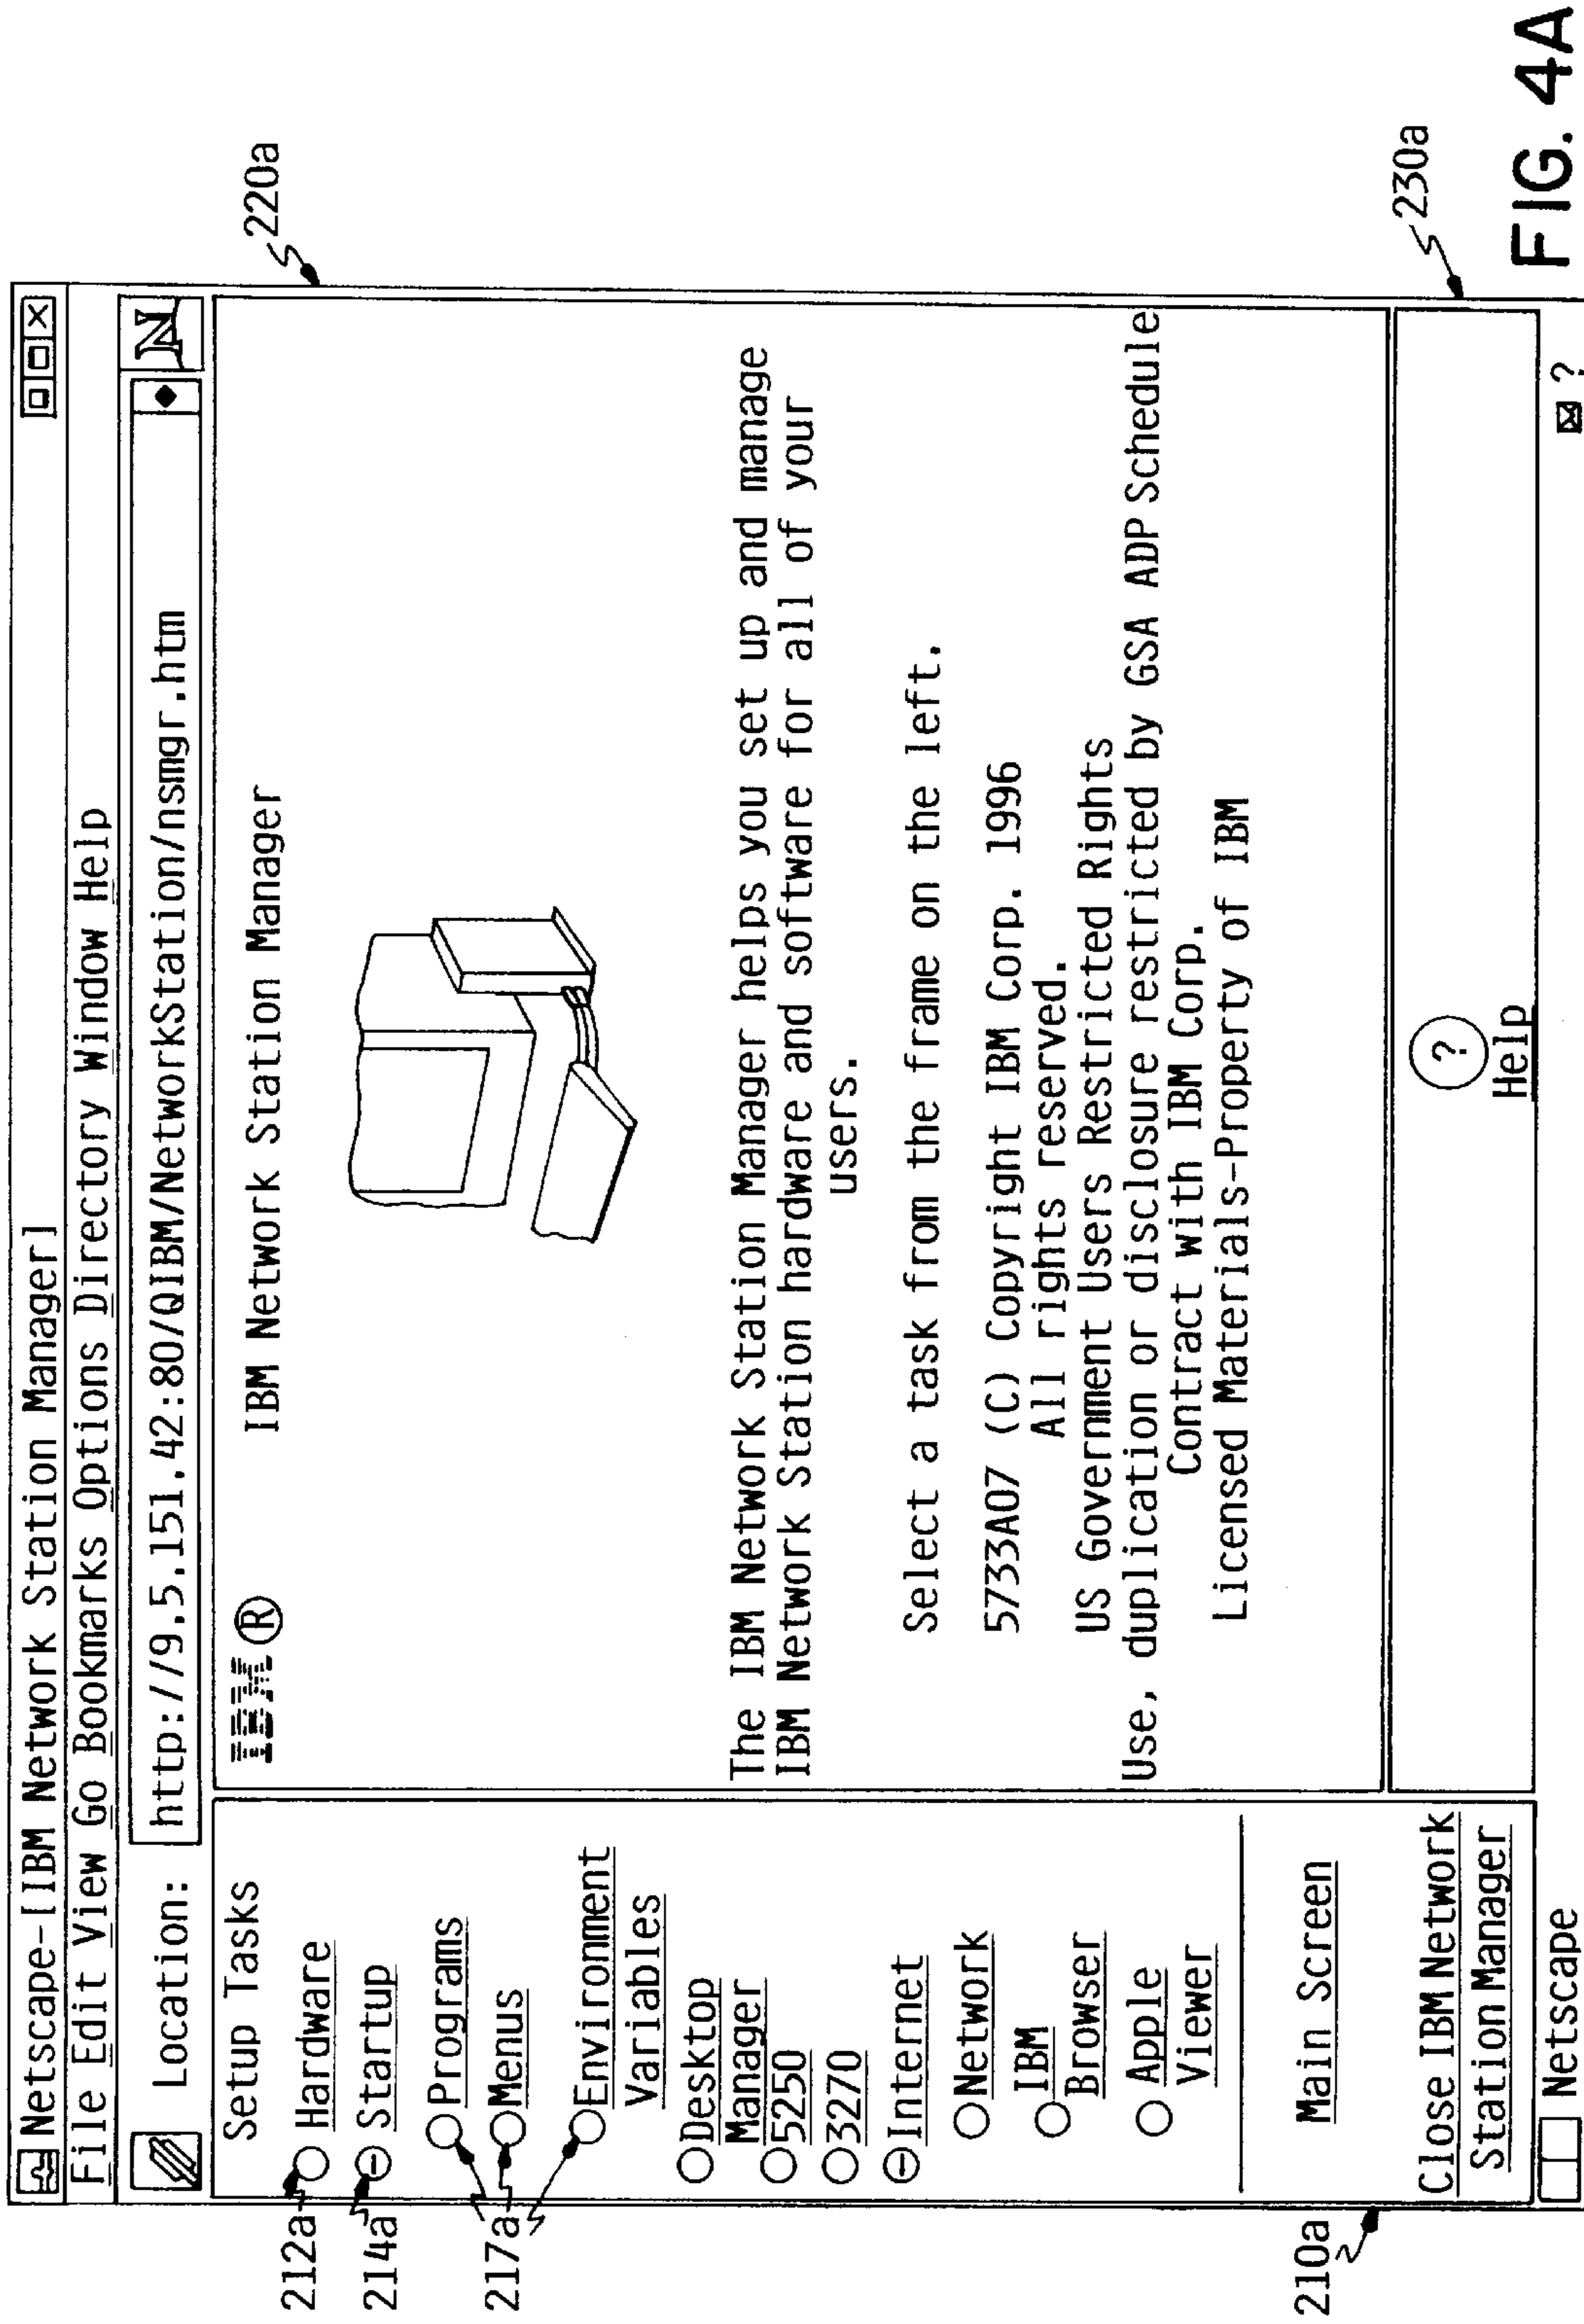 Netscape-[IBM Network Station Manager]
File Edit View Go Bookmarks Options Directory Window Help
Location: http://9.5.151.42:80/QIBM/NetworkStation/nsmgr.htm
N
Setup Tasks
Hardware
Startup
Programs
Menus
Environment
Variables
Desktop
Manager
5250
3270
Internet
Network
IBM
Browser
Apple
Viewer
Main Screen
Close IBM Network
Station Manager
IBM®
IBM Network Station Manager
The IBM Network Station Manager helps you set up and manage
IBM Network Station hardware and software for all of your
users.
Select a task from the frame on the left.
5733A07 (C) Copyright IBM Corp. 1996
All rights reserved.
US Government Users Restricted Rights
Use, duplication or disclosure restricted by GSA ADP Schedule
Contract with IBM Corp.
Licensed Materials-Property of IBM
?
Help
Netscape
?
212a
214a
217a
210a
220a
230a
FIG. 4A